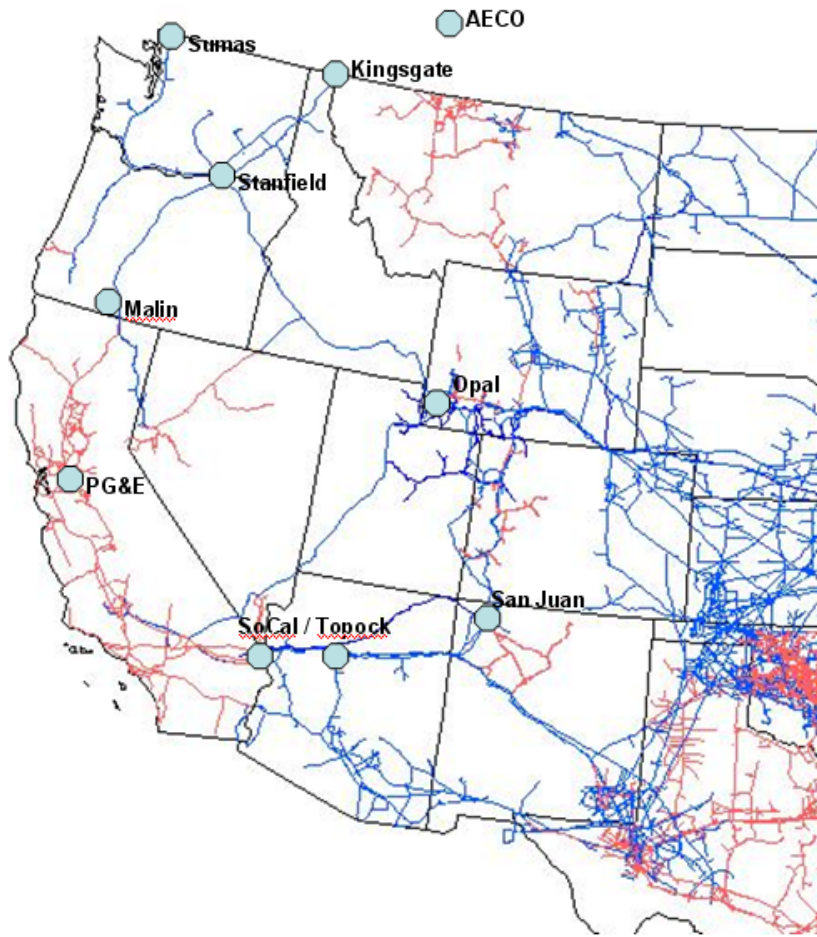 AECO
Sumas
Kingsgate
Stanfield
Malin
Opal
PG&E
San Juan
SoCal / Topock